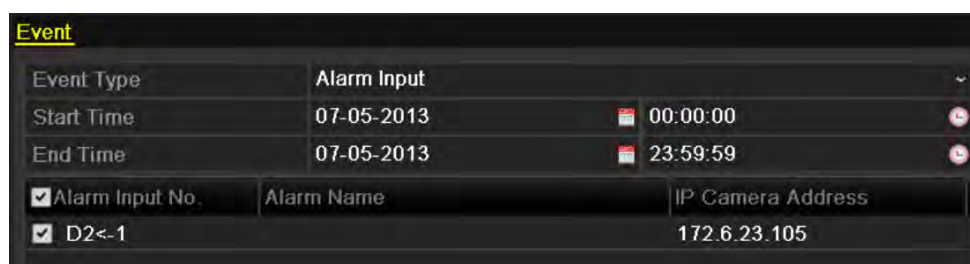 Event
Event Type Alarm Input
Start Time 07-05-2013 00:00:00
End Time 07-05-2013 23:59:59
Alarm Input No. Alarm Name IP Camera Address
D2<-1 172.6.23.105